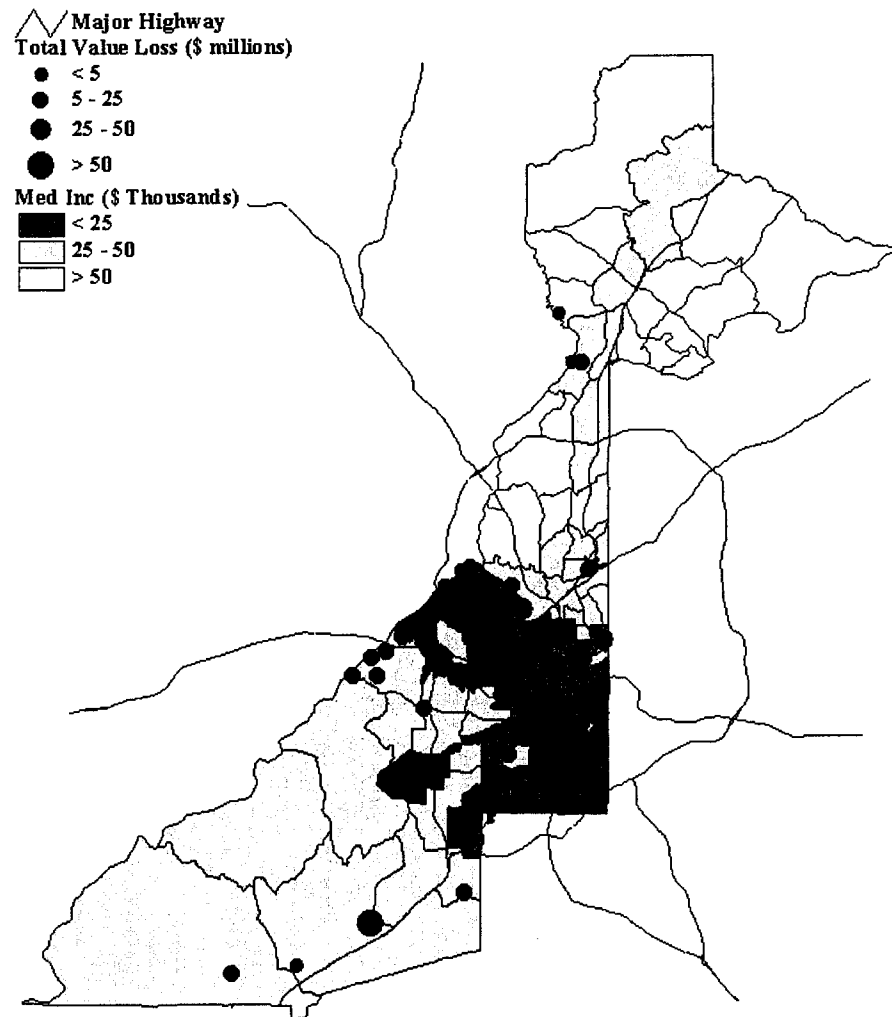 Major Highway
Total Value Loss ($ millions)
< 5
5 - 25
25 - 50
> 50
Med Inc ($ Thousands)
< 25
25 - 50
> 50